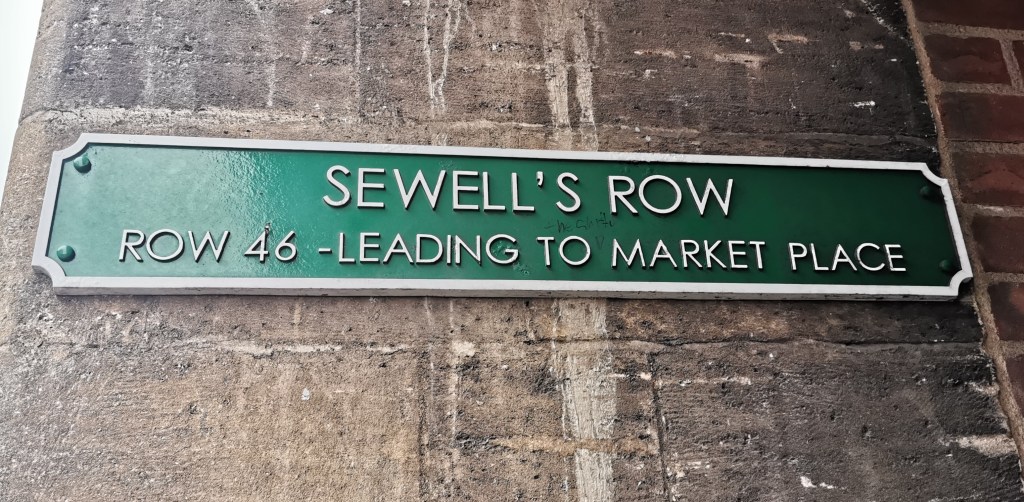 SEWELL'S ROW
ROW 46 -LEADING TO MARKET PLACE